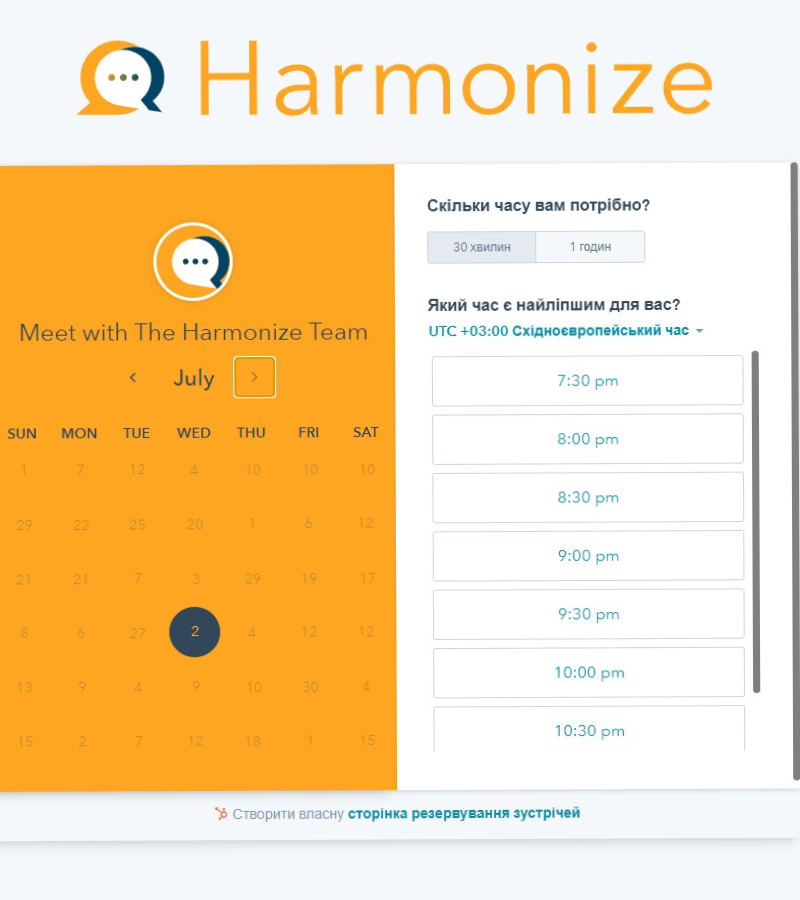 Harmonize
Meet with The Harmonize Team
July
SUN MON TUE WED THU FRI SAT
1 7 12 4 10 10 10
29 22 25 20 1 6 12
21 21 7 3 29 19 17
8 6 27 2 4 12 12
13 9 4 9 10 30 4
15 2 7 12 18 1 15
Скільки часу вам потрібно?
30 хвилин 1 годин
Який час є найліпшим для вас?
UTC +03:00 Східноєвропейський час
7:30 pm
8:00 pm
8:30 pm
9:00 pm
9:30 pm
10:00 pm
10:30 pm
Створити власну сторінка резервування зустрічей